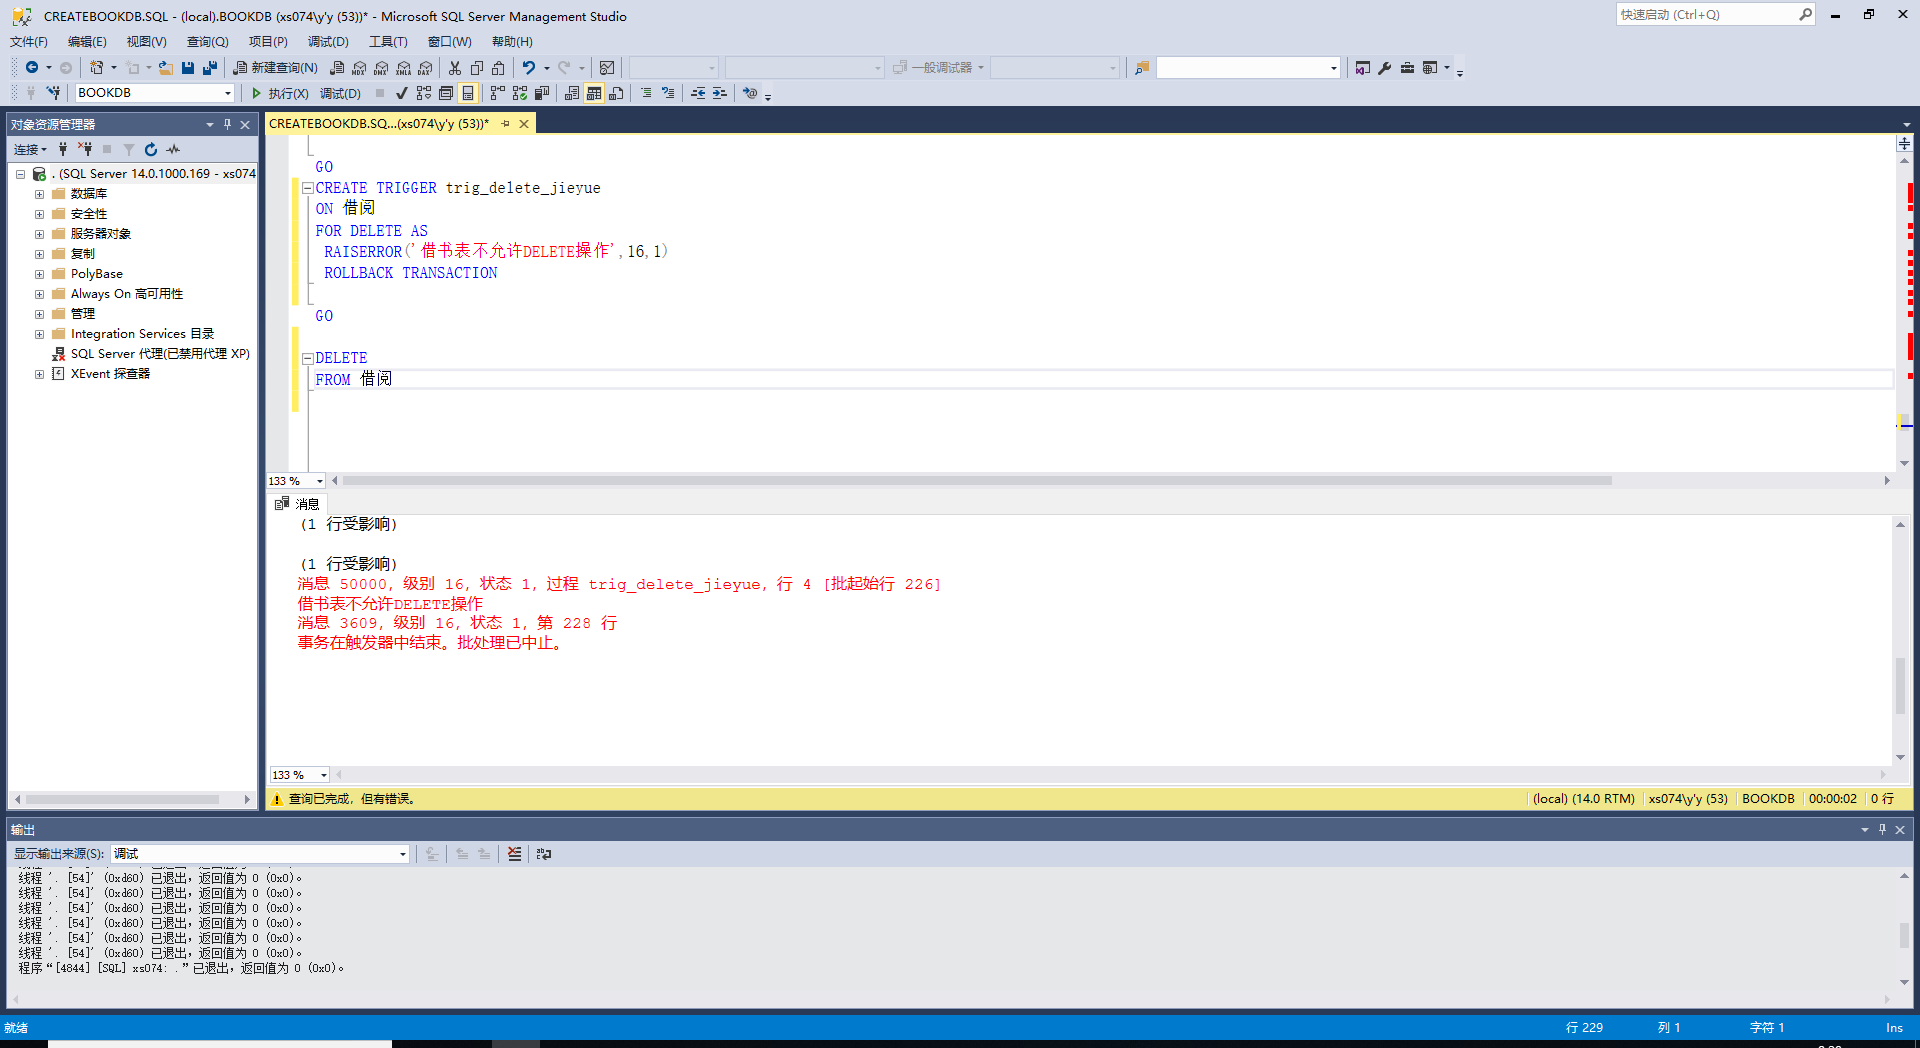 CREATEBOOKDB.SQL - (local).BOOKDB (xs074\y'y (53))* - Microsoft SQL Server Management Studio
快速启动 (Ctrl+Q)
文件(F) 编辑(E) 视图(V) 查询(Q) 项目(P) 调试(D) 工具(T) 窗口(W) 帮助(H)
新建查询(N) MDX DMX XMLA DAX 一般调试器
BOOKDB 执行(X) 调试(D)
对象资源管理器
连接
. (SQL Server 14.0.1000.169 - xs074
数据库
安全性
服务器对象
复制
PolyBase
Always On 高可用性
管理
Integration Services 目录
SQL Server 代理(已禁用代理 XP)
XEvent 探查器
CREATEBOOKDB.SQ...(xs074\y'y (53))*
GO
CREATE TRIGGER trig_delete_jieyue
ON 借阅
FOR DELETE AS
RAISERROR('借书表不允许DELETE操作',16,1)
ROLLBACK TRANSACTION
GO
DELETE
FROM 借阅
133 %
消息
(1 行受影响)
(1 行受影响)
消息 50000, 级别 16, 状态 1, 过程 trig_delete_jieyue, 行 4 [批起始行 226]
借书表不允许DELETE操作
消息 3609, 级别 16, 状态 1, 第 228 行
事务在触发器中结束。批处理已中止。
133 %
查询已完成，但有错误。 (local) (14.0 RTM) xs074\y'y (53) BOOKDB 00:00:02 0 行
输出
显示输出来源(S): 调试
线程 '. [54]' (0xd60) 已退出，返回值为 0 (0x0)。
线程 '. [54]' (0xd60) 已退出，返回值为 0 (0x0)。
线程 '. [54]' (0xd60) 已退出，返回值为 0 (0x0)。
线程 '. [54]' (0xd60) 已退出，返回值为 0 (0x0)。
线程 '. [54]' (0xd60) 已退出，返回值为 0 (0x0)。
线程 '. [54]' (0xd60) 已退出，返回值为 0 (0x0)。
程序“[4844] [SQL] xs074: .”已退出，返回值为 0 (0x0)。
就绪 行 229 列 1 字符 1 Ins